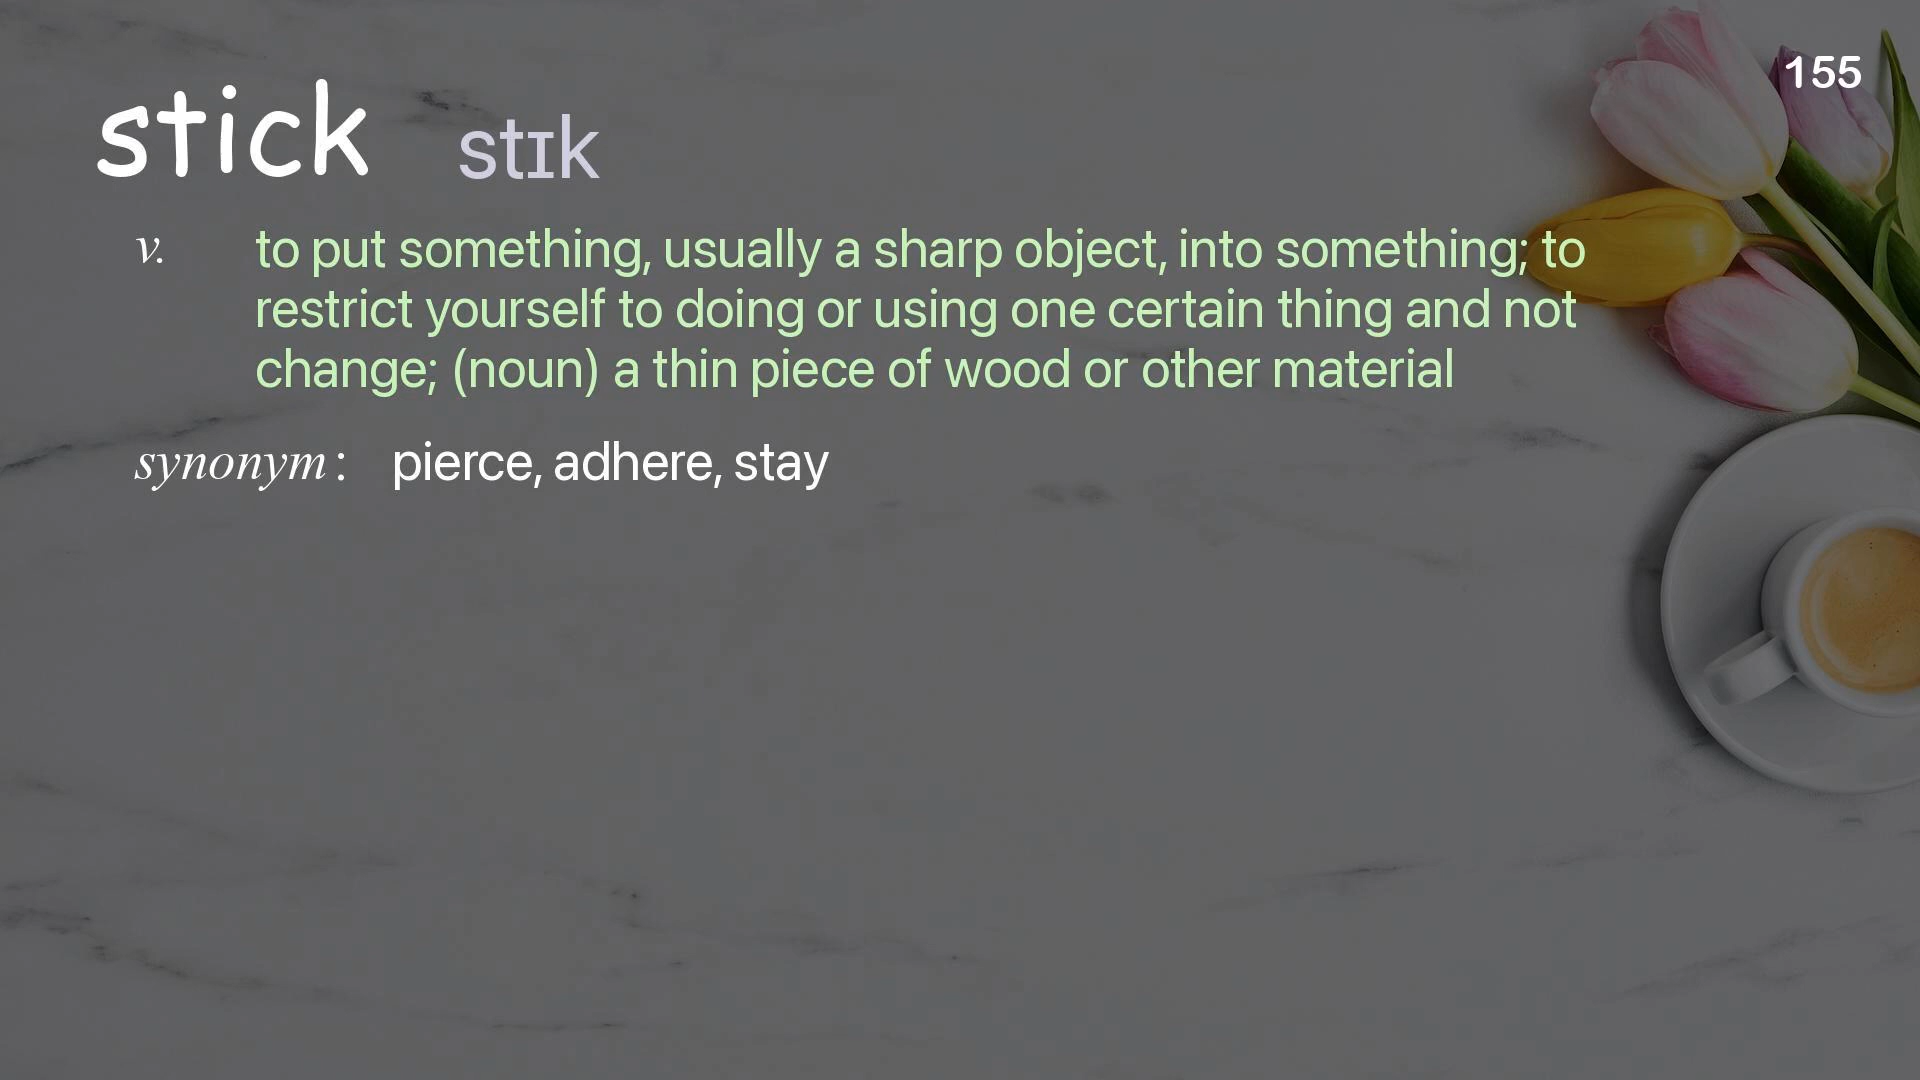 155
stick stɪk
v. to put something, usually a sharp object, into something; to
restrict yourself to doing or using one certain thing and not
change; (noun) a thin piece of wood or other material
synonym : pierce, adhere, stay